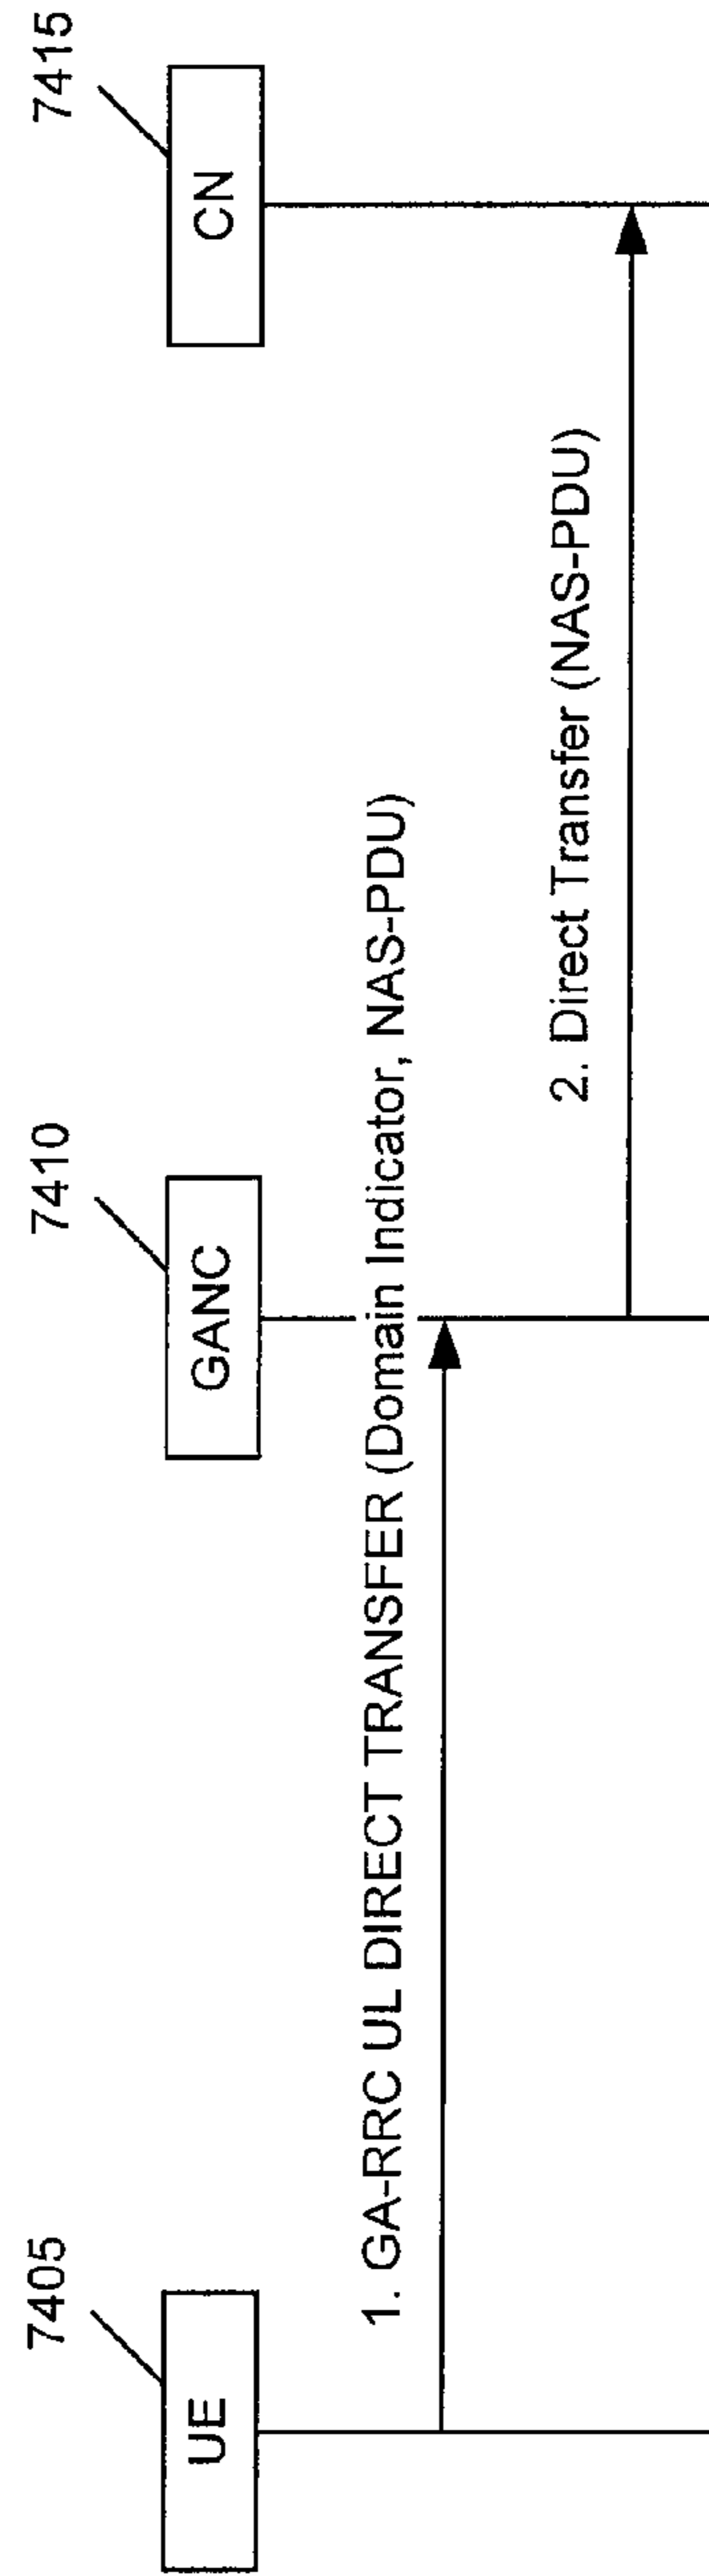 7405
UE
7410
GANC
7415
CN
1. GA-RRC UL DIRECT TRANSFER (Domain Indicator, NAS-PDU)
2. Direct Transfer (NAS-PDU)